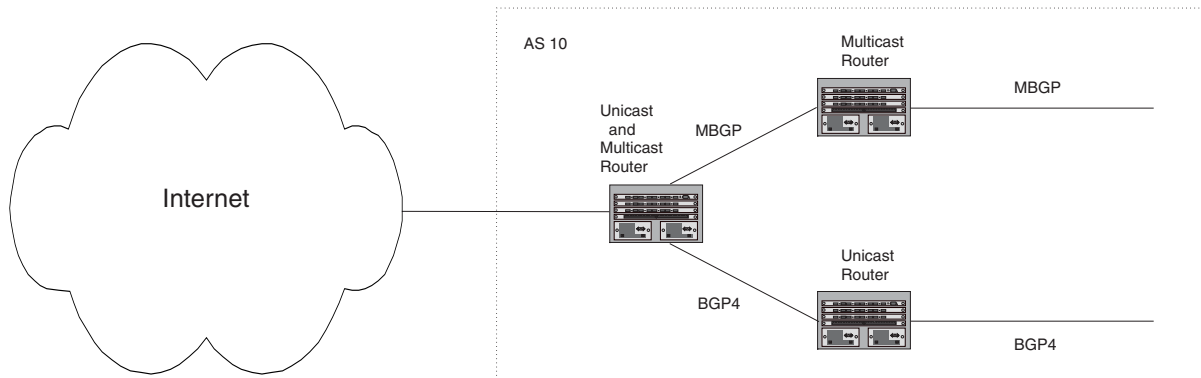 AS 10
Multicast
Router
MBGP
Unicast
and
Multicast
Router
MBGP
Internet
Unicast
Router
BGP4
BGP4